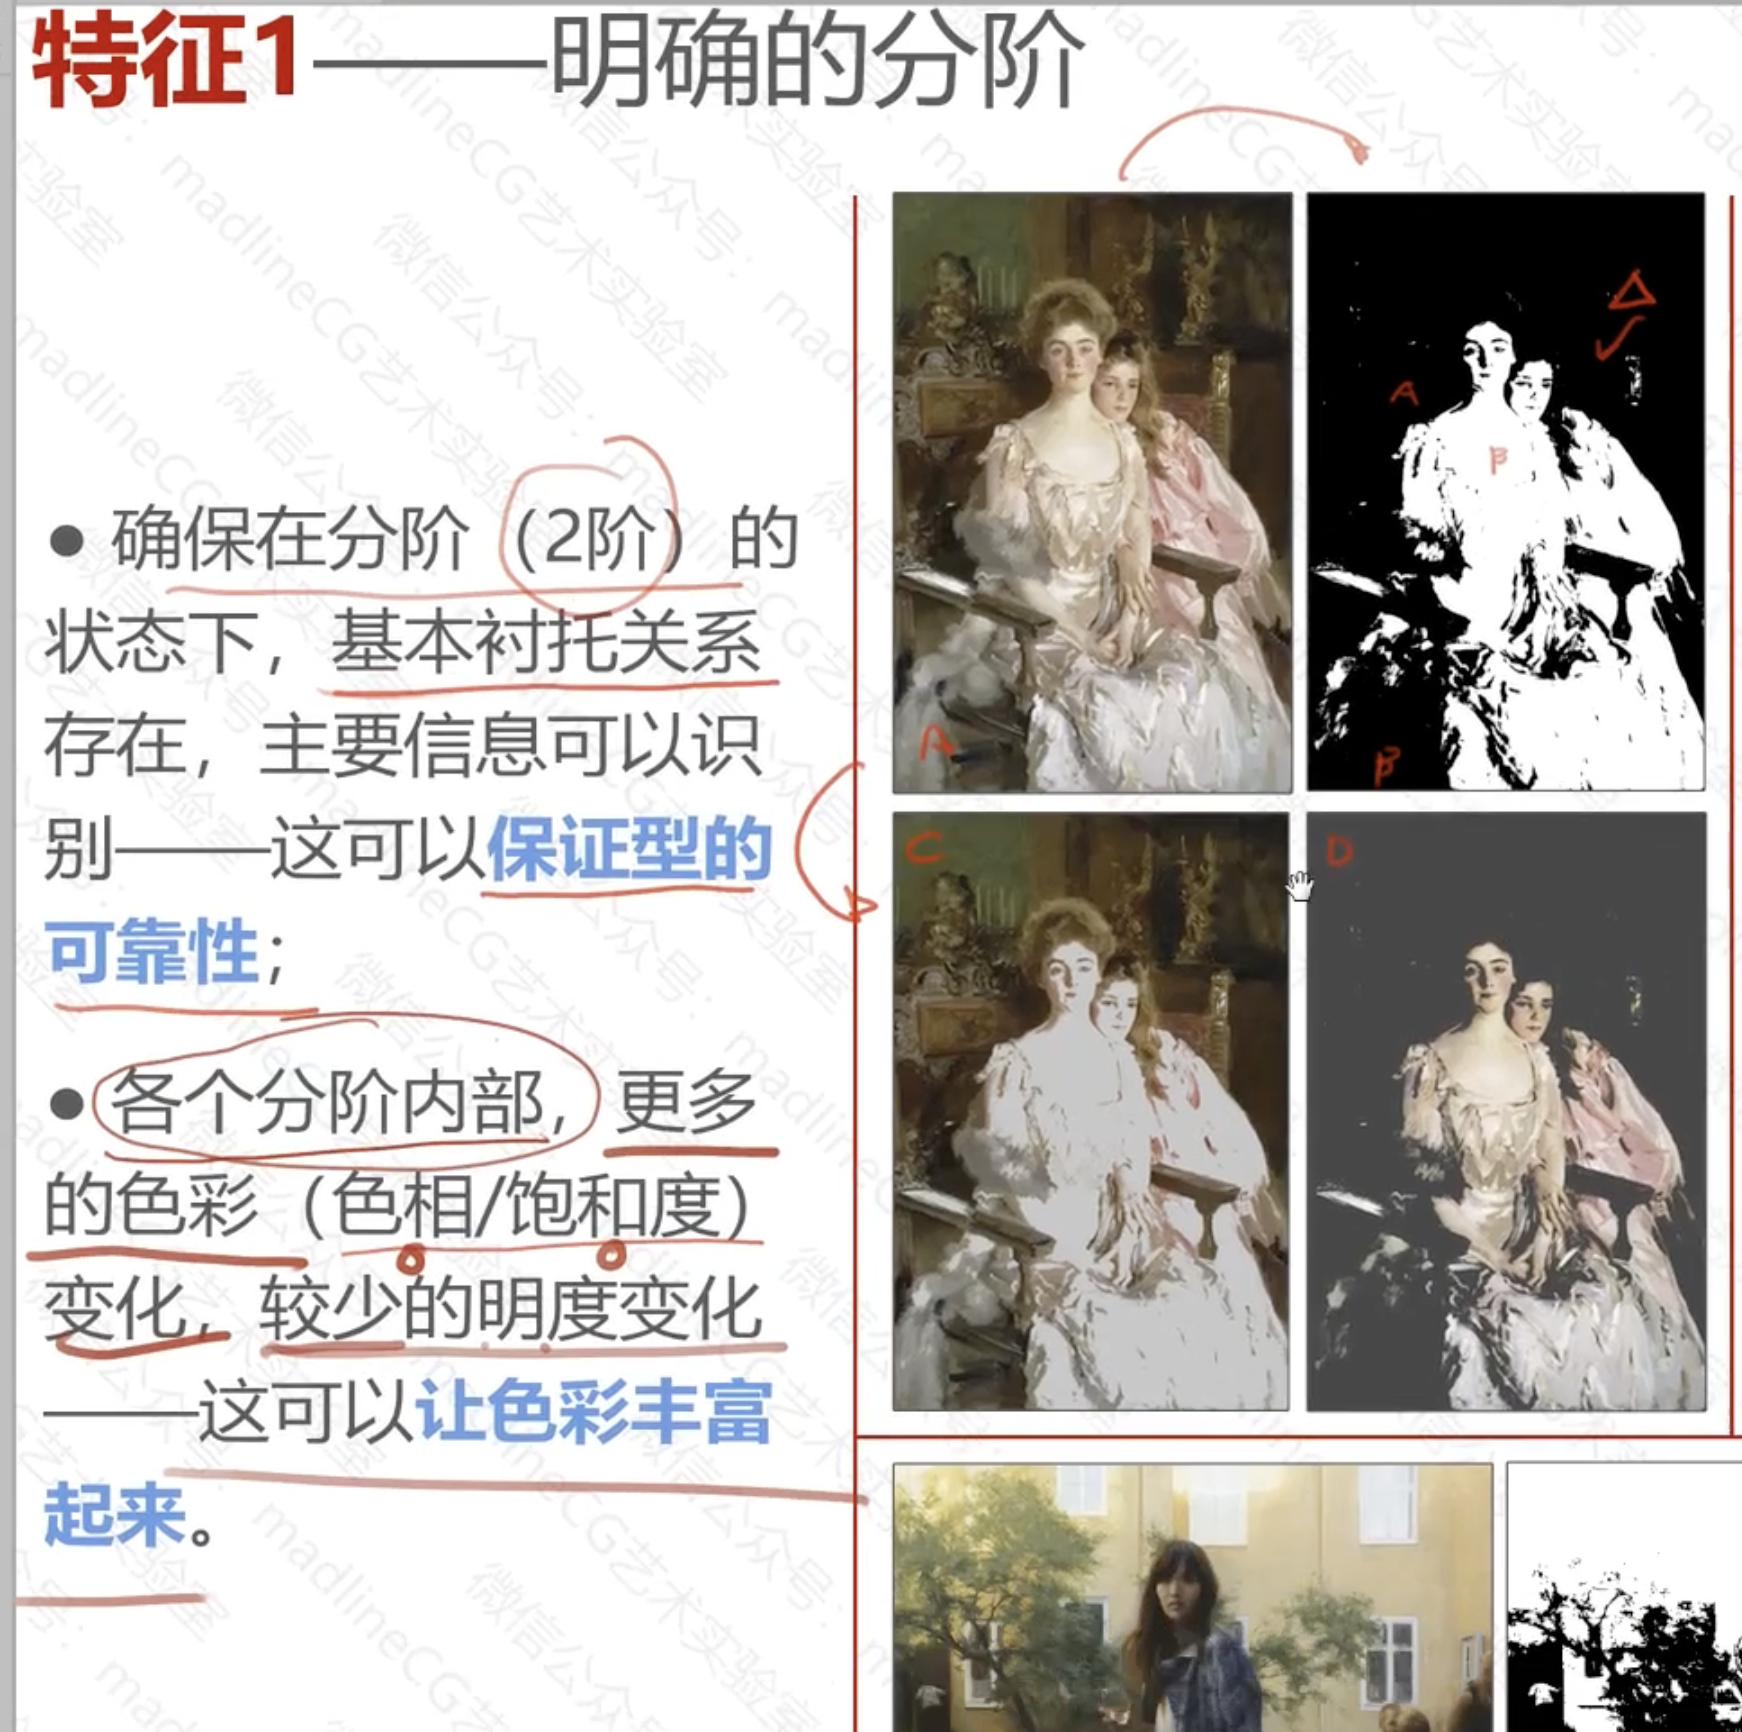 特征1——明确的分阶
● 确保在分阶（2阶）的
状态下，基本衬托关系
存在，主要信息可以识
别——这可以保证型的
可靠性；
● 各个分阶内部，更多
的色彩（色相/饱和度）
变化，较少的明度变化
——这可以让色彩丰富
起来。
A
B
A
B
C
D
微信公众号：madlineCG艺术实验室